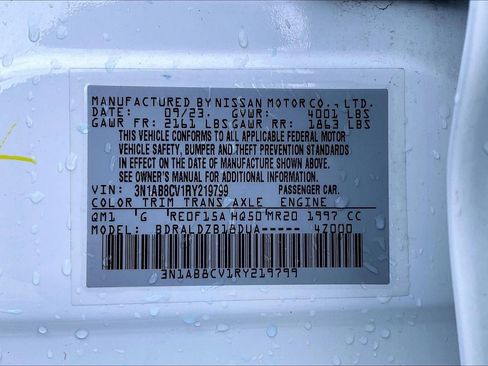 MANUFACTURED BY NISSAN MOTOR CO., LTD.
DATE: 09/23. GVWR: 4001 LBS
GAWR FR: 2161 LBS GAWR RR: 1863 LBS
THIS VEHICLE CONFORMS TO ALL APPLICABLE FEDERAL MOTOR
VEHICLE SAFETY, BUMPER AND THEFT PREVENTION STANDARDS
IN EFFECT ON THE DATE OF MANUFACTURE SHOWN ABOVE.
SEE OWNER'S MANUAL FOR ADDITIONAL INFORMATION.
VIN: 3N1AB8CV1RY219799 PASSENGER CAR.
COLOR TRIM TRANS AXLE ENGINE
QM1 G RE0F15A HQ50 MR20 1997 CC
MODEL: BDRALDZB18DUA----- 4Z000
3N1AB8CV1RY219799